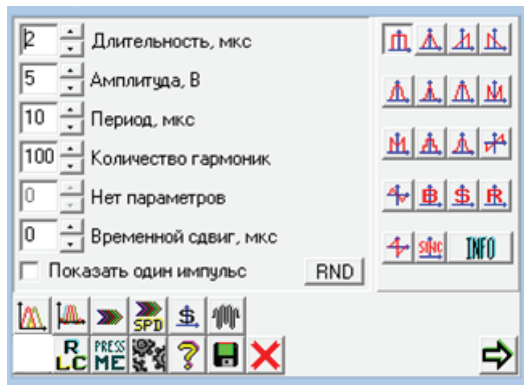 2 Длительность, мкс
5 Амплитуда, В
10 Период, мкс
100 Количество гармоник
0 Нет параметров
0 Временной сдвиг, мкс
Показать один импульс RND
B $ R
SINC INFO
SPD $
R LC PRESS ME ?